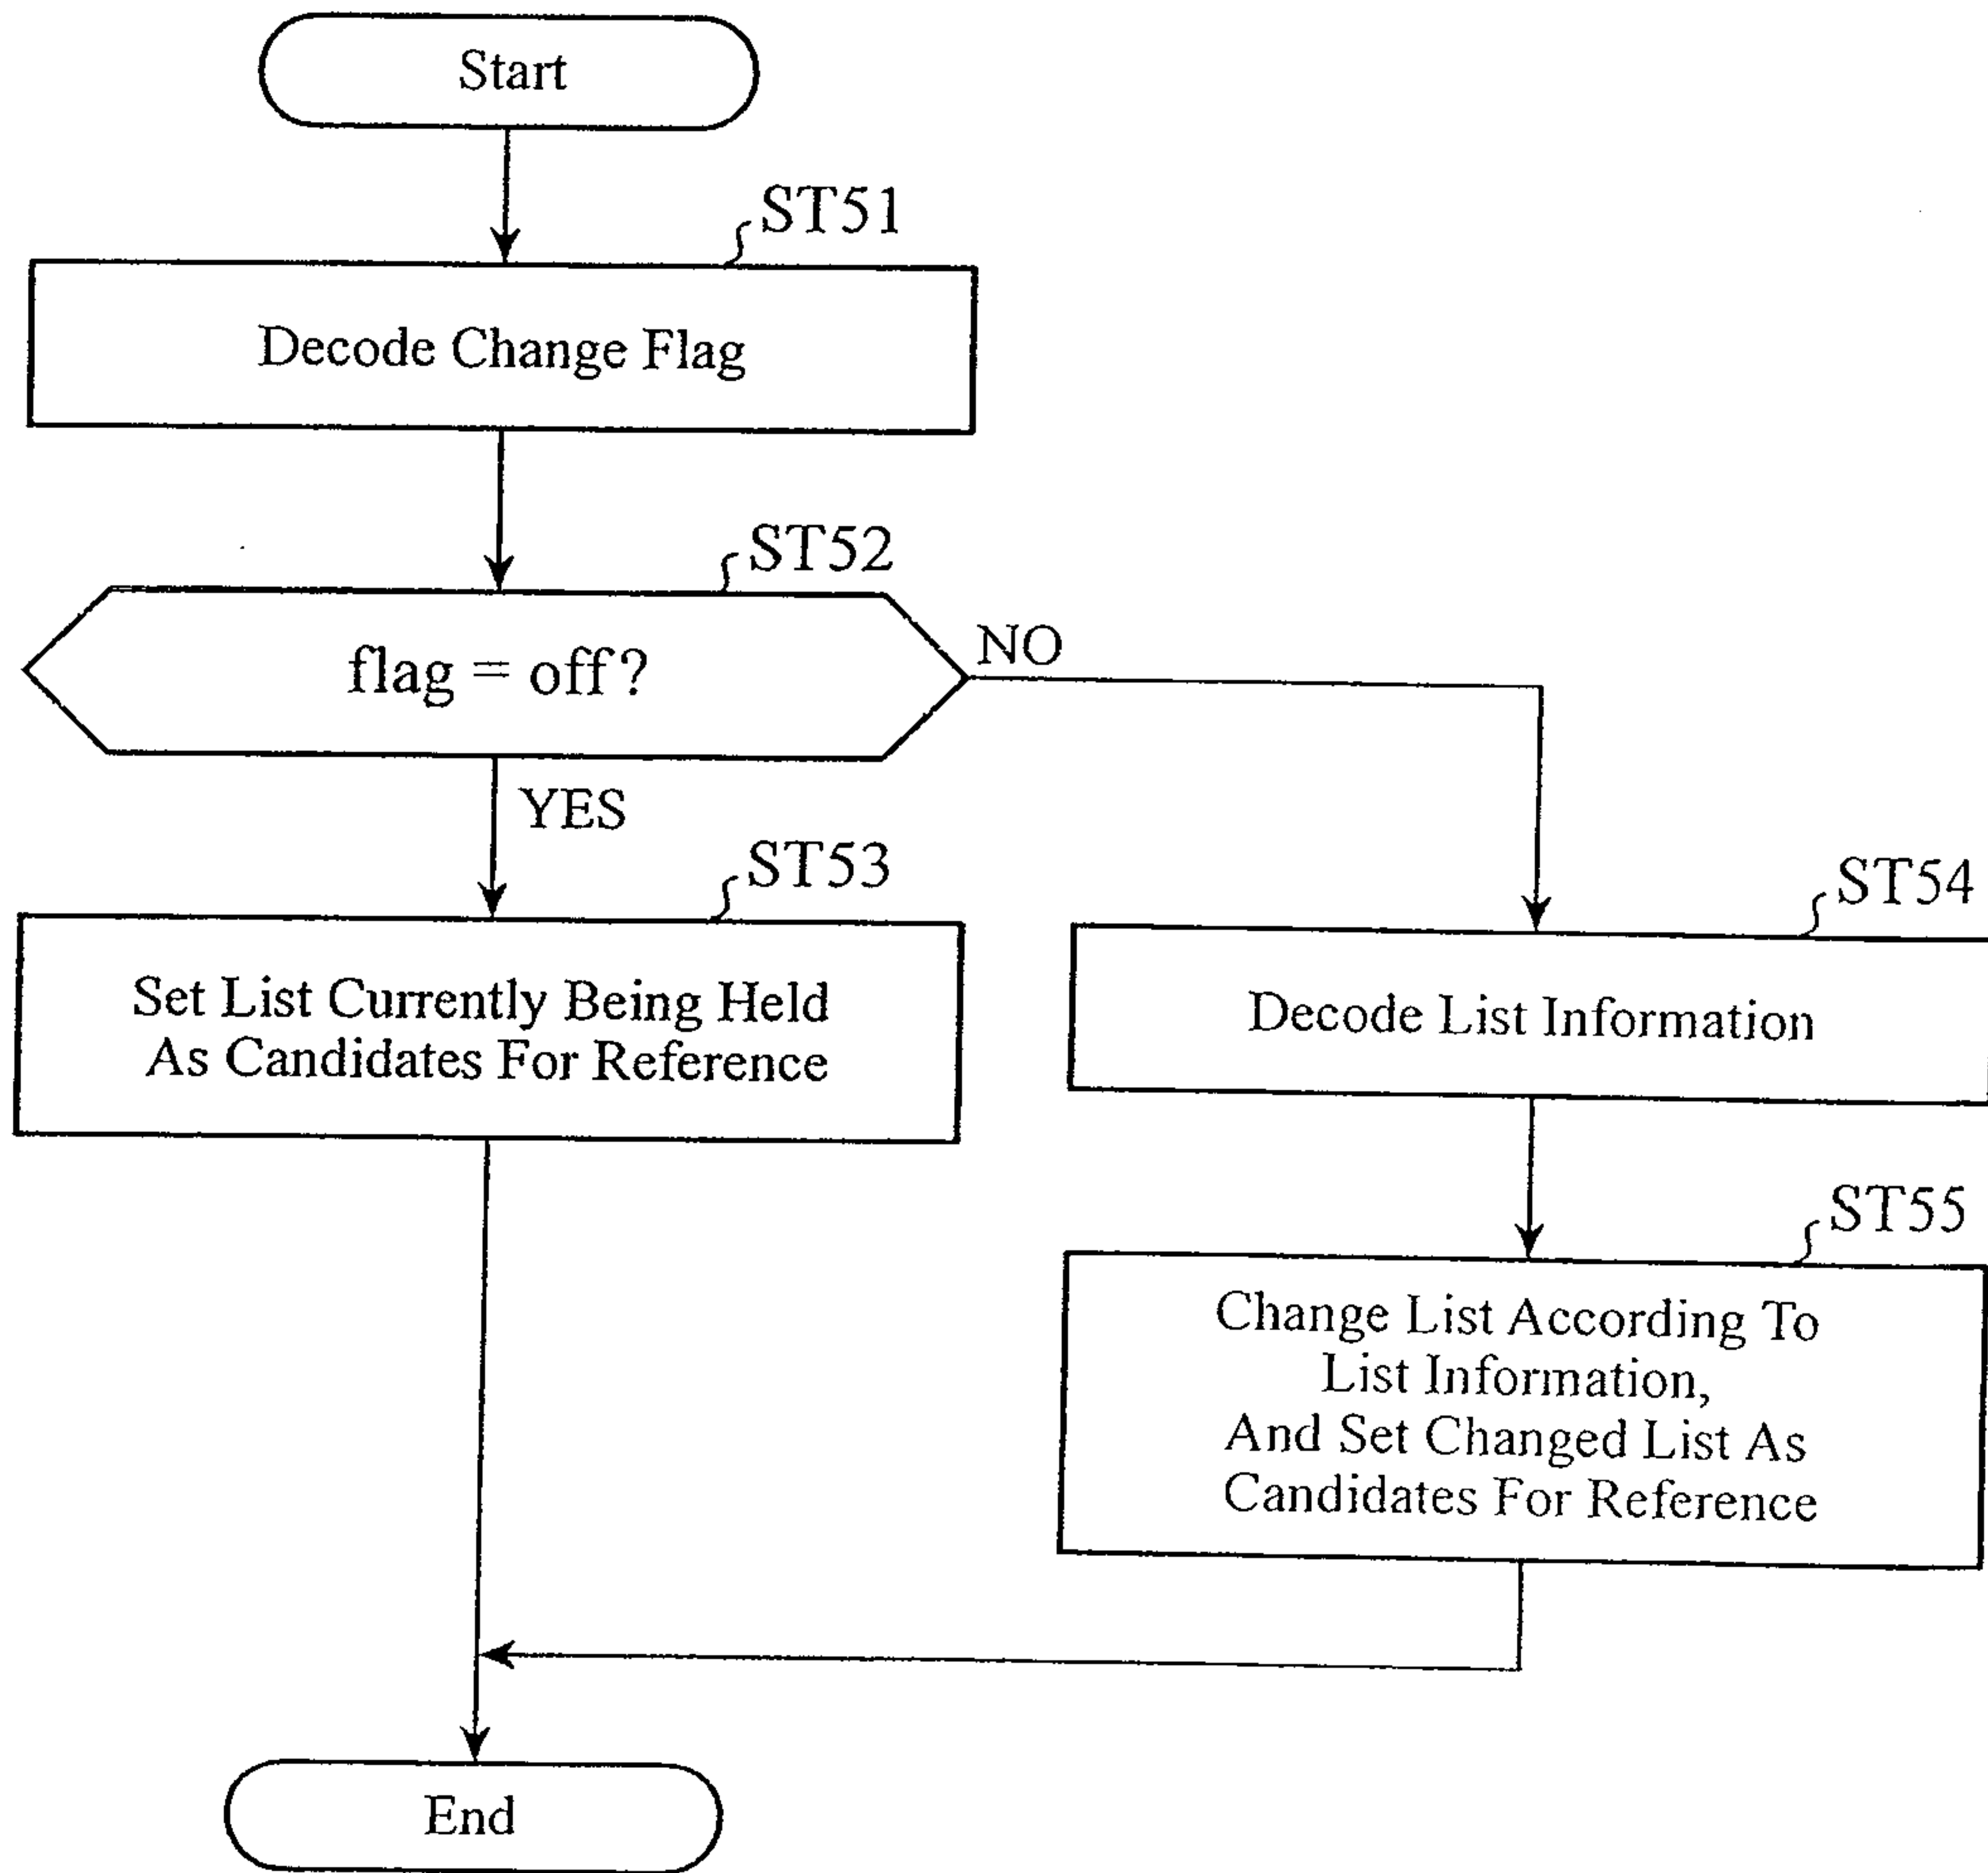 Start
ST51
Decode Change Flag
ST52
flag = off?
NO
YES
ST53
Set List Currently Being Held
As Candidates For Reference
ST54
Decode List Information
ST55
Change List According To
List Information,
And Set Changed List As
Candidates For Reference
End